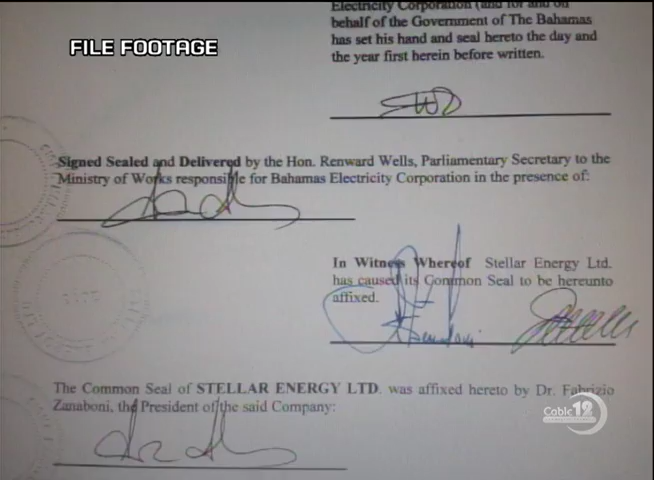 Electricity Corporation (and for and on
behalf of the Government of The Bahamas
has set his hand and seal hereto the day and
the year first herein before written.
FILE FOOTAGE
Signed Sealed and Delivered by the Hon. Renward Wells, Parliamentary Secretary to the
Ministry of Works responsible for Bahamas Electricity Corporation in the presence of:
In Witness Whereof Stellar Energy Ltd.
has caused its Common Seal to be hereunto
affixed.
The Common Seal of STELLAR ENERGY LTD. was affixed hereto by Dr. Fabrizio
Zanaboni, the President of the said Company:
Cable 12